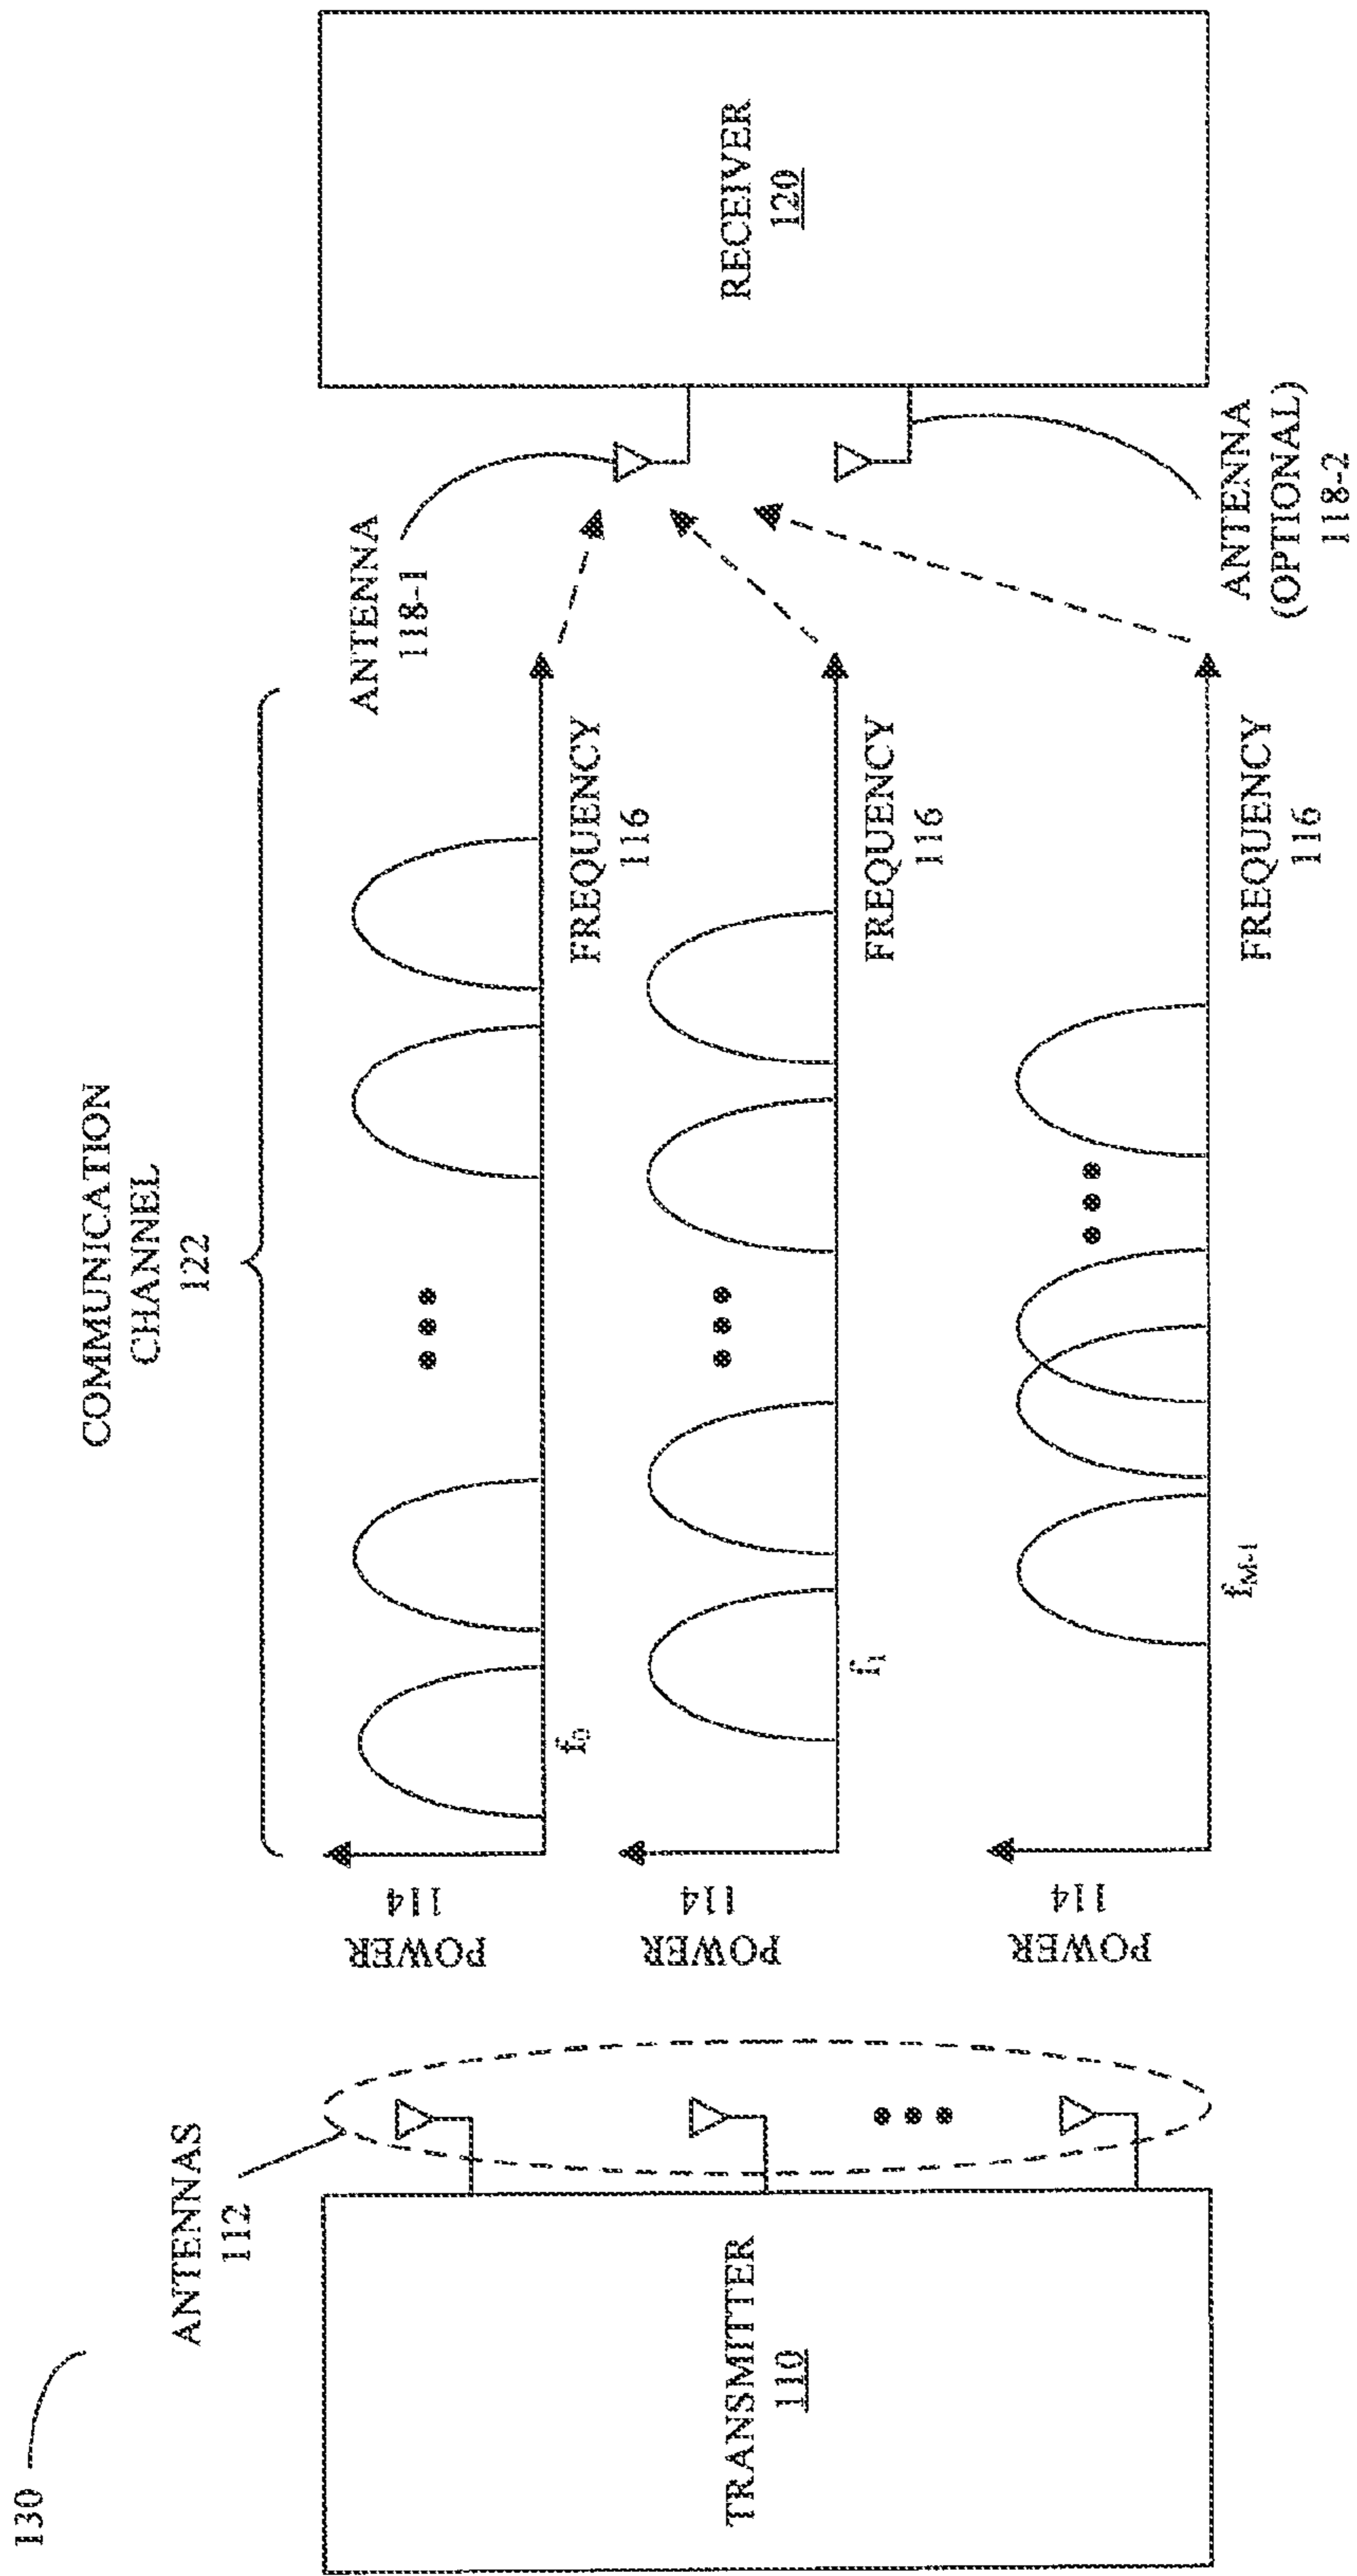 130
ANTENNAS
112
TRANSMITTER
110
COMMUNICATION
CHANNEL
122
POWER
114
f0
FREQUENCY
116
POWER
114
f1
FREQUENCY
116
POWER
114
fM-1
FREQUENCY
116
ANTENNA
118-1
RECEIVER
120
ANTENNA
(OPTIONAL)
118-2